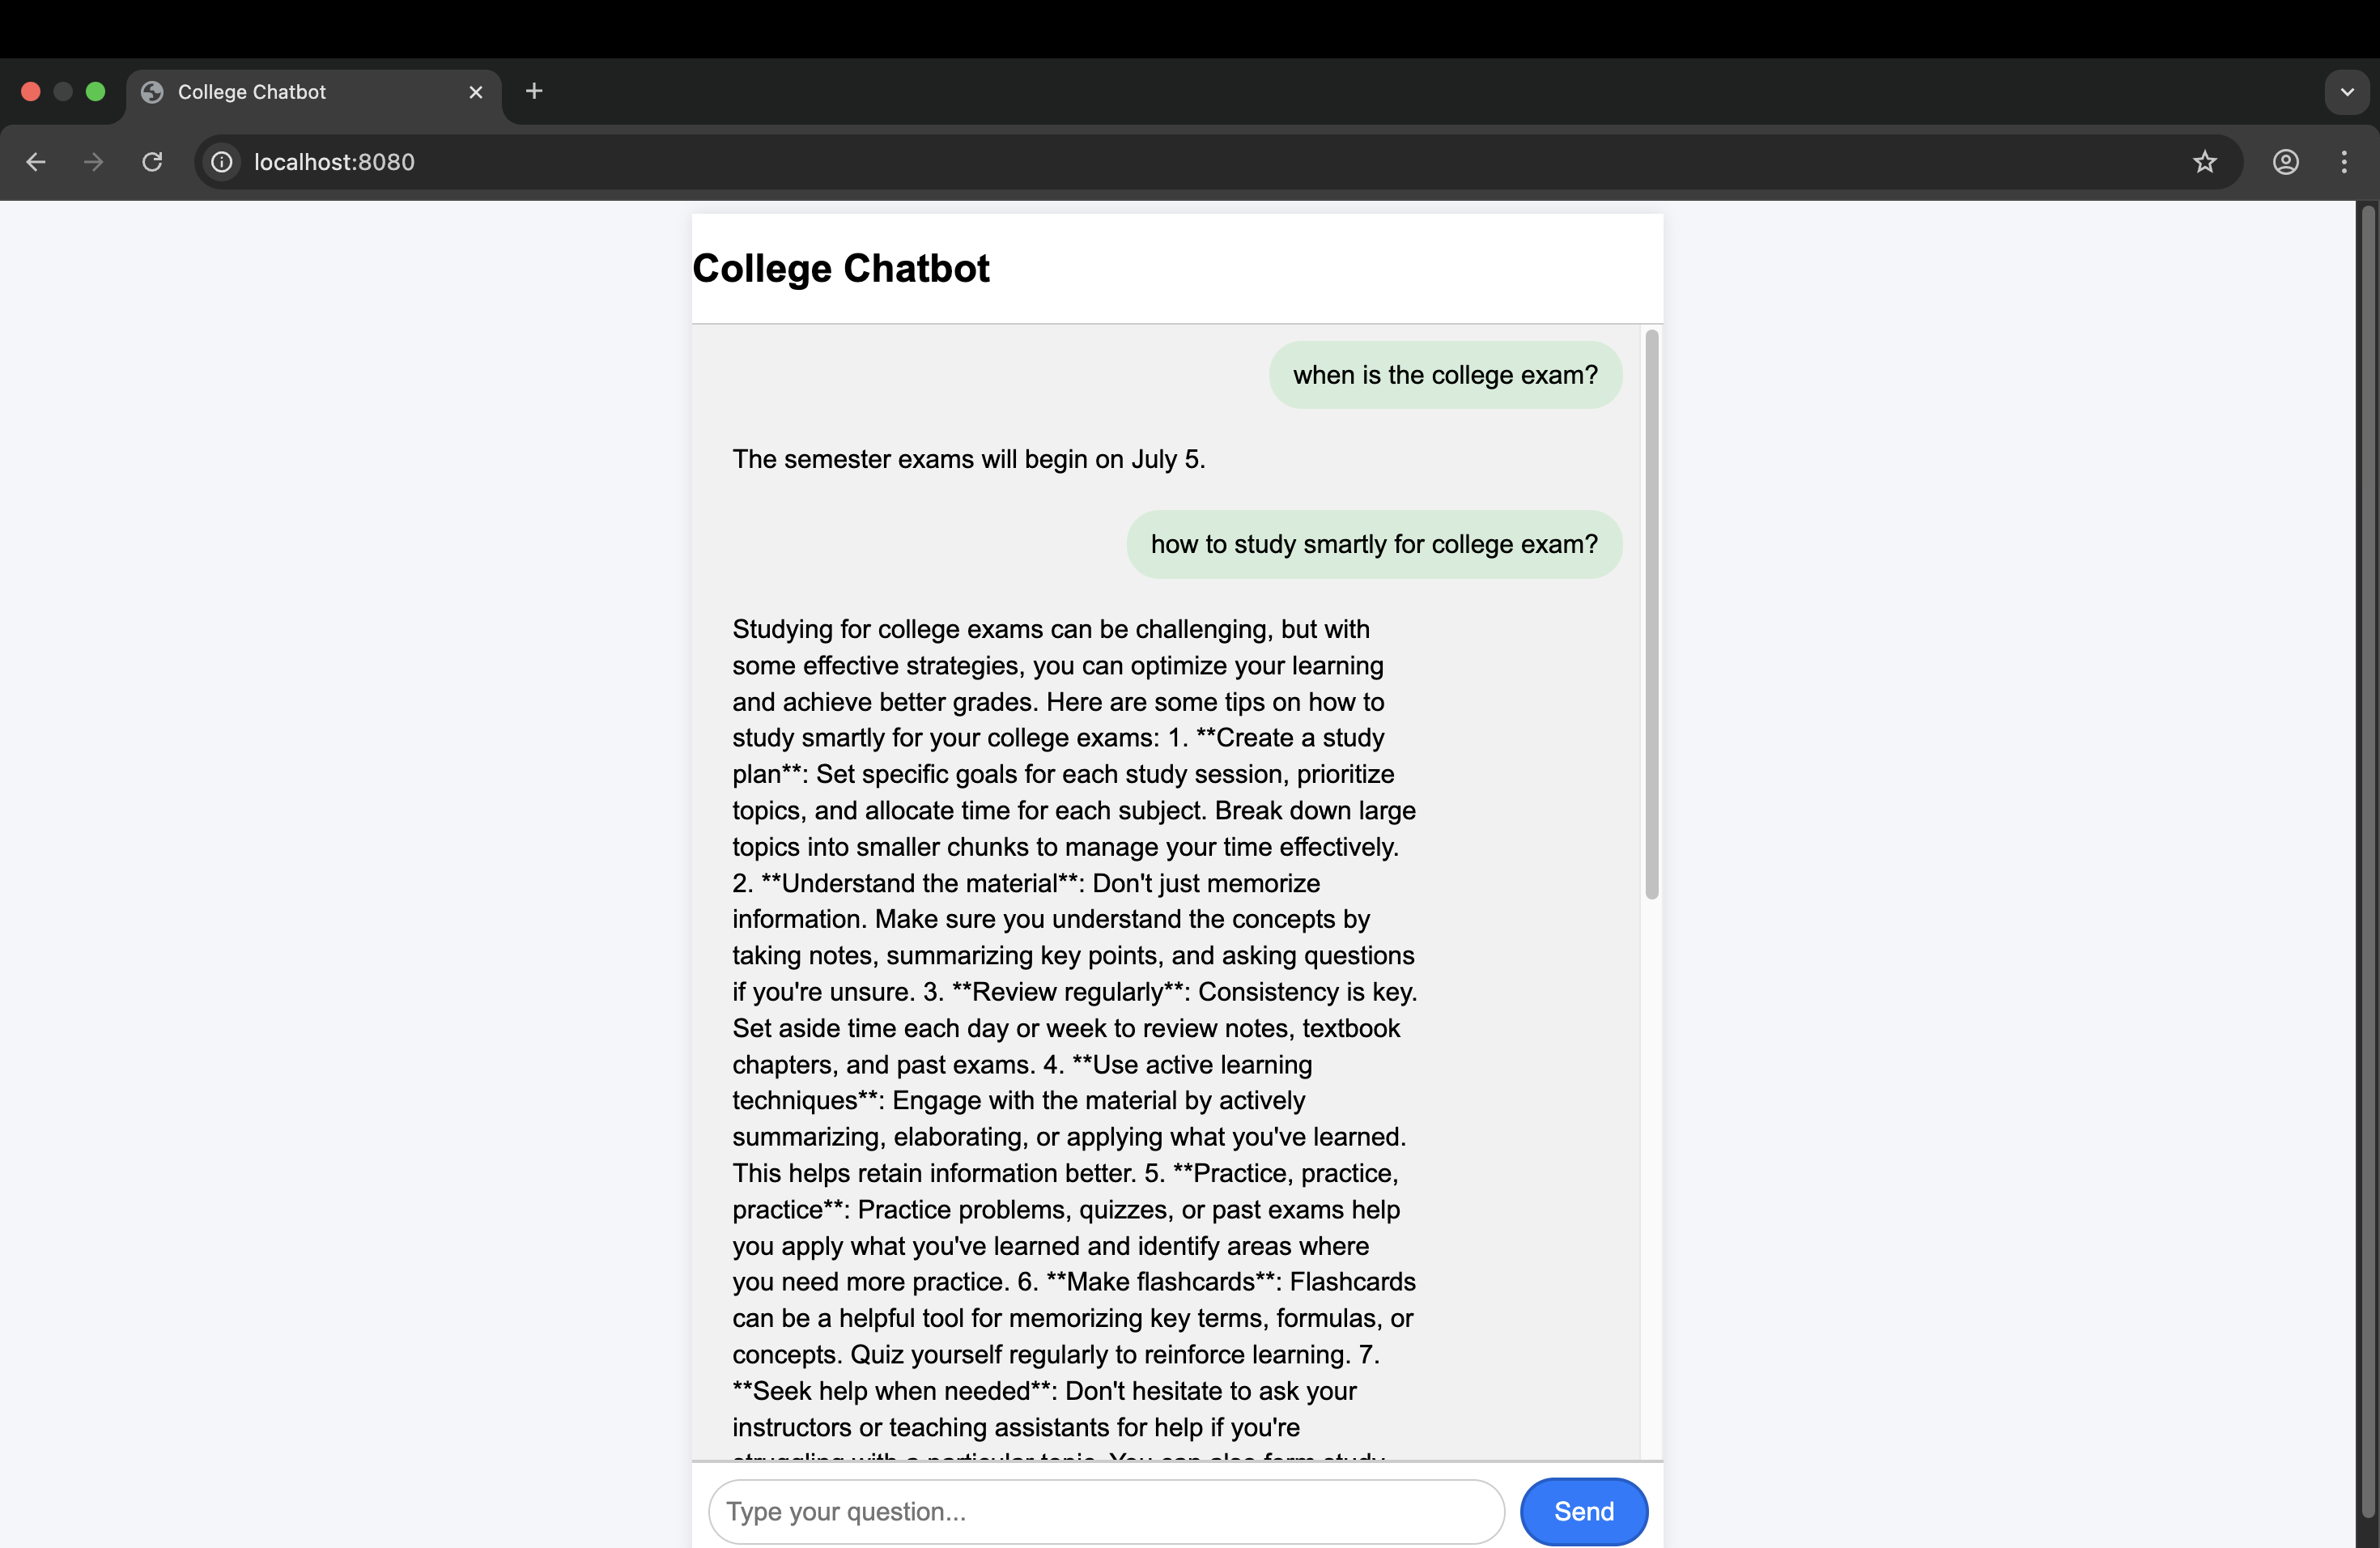 College Chatbot
localhost:8080
College Chatbot
when is the college exam?
The semester exams will begin on July 5.
how to study smartly for college exam?
Studying for college exams can be challenging, but with
some effective strategies, you can optimize your learning
and achieve better grades. Here are some tips on how to
study smartly for your college exams: 1. **Create a study
plan**: Set specific goals for each study session, prioritize
topics, and allocate time for each subject. Break down large
topics into smaller chunks to manage your time effectively.
2. **Understand the material**: Don't just memorize
information. Make sure you understand the concepts by
taking notes, summarizing key points, and asking questions
if you're unsure. 3. **Review regularly**: Consistency is key.
Set aside time each day or week to review notes, textbook
chapters, and past exams. 4. **Use active learning
techniques**: Engage with the material by actively
summarizing, elaborating, or applying what you've learned.
This helps retain information better. 5. **Practice, practice,
practice**: Practice problems, quizzes, or past exams help
you apply what you've learned and identify areas where
you need more practice. 6. **Make flashcards**: Flashcards
can be a helpful tool for memorizing key terms, formulas, or
concepts. Quiz yourself regularly to reinforce learning. 7.
**Seek help when needed**: Don't hesitate to ask your
instructors or teaching assistants for help if you're
struggling with a particular topic. You can also form study
Type your question...
Send